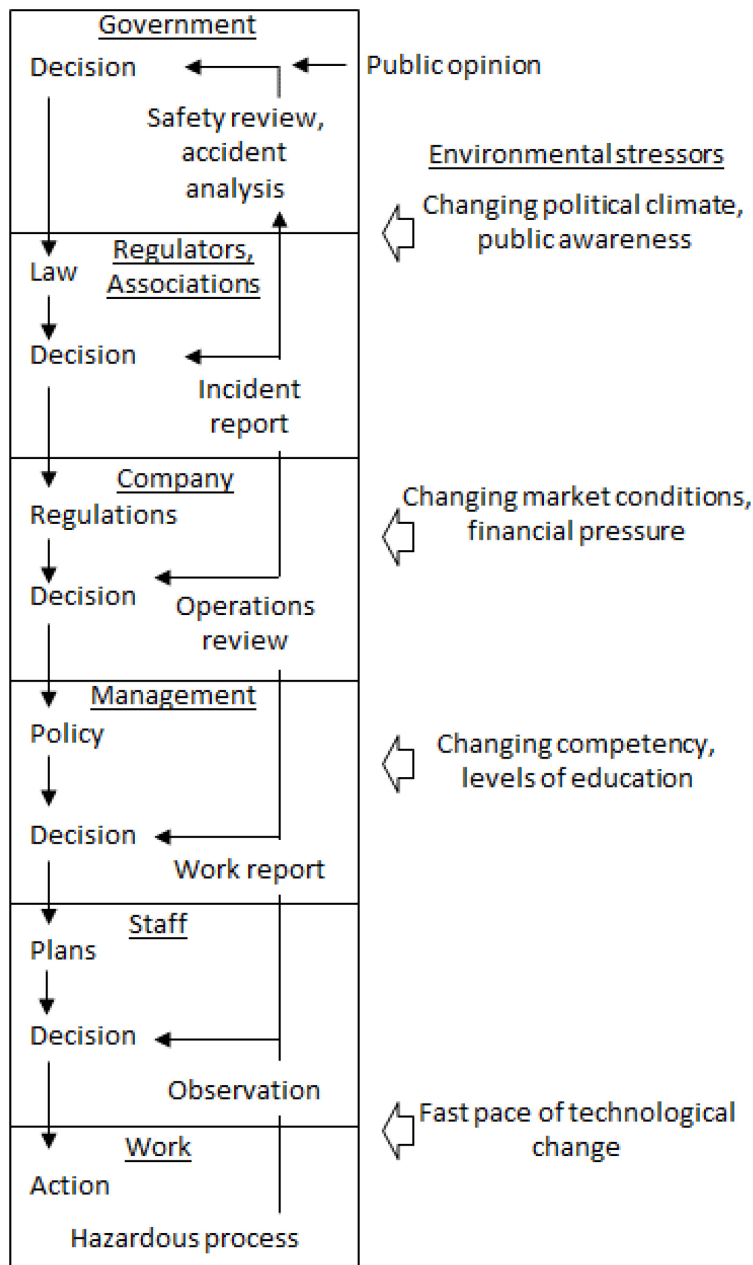 Government
Decision
Public opinion
Safety review,
accident
analysis
Environmental stressors
Changing political climate,
public awareness
Regulators,
Associations
Law
Decision
Incident
report
Company
Regulations
Changing market conditions,
financial pressure
Decision
Operations
review
Management
Policy
Changing competency,
levels of education
Decision
Work report
Staff
Plans
Decision
Observation
Fast pace of technological
change
Work
Action
Hazardous process